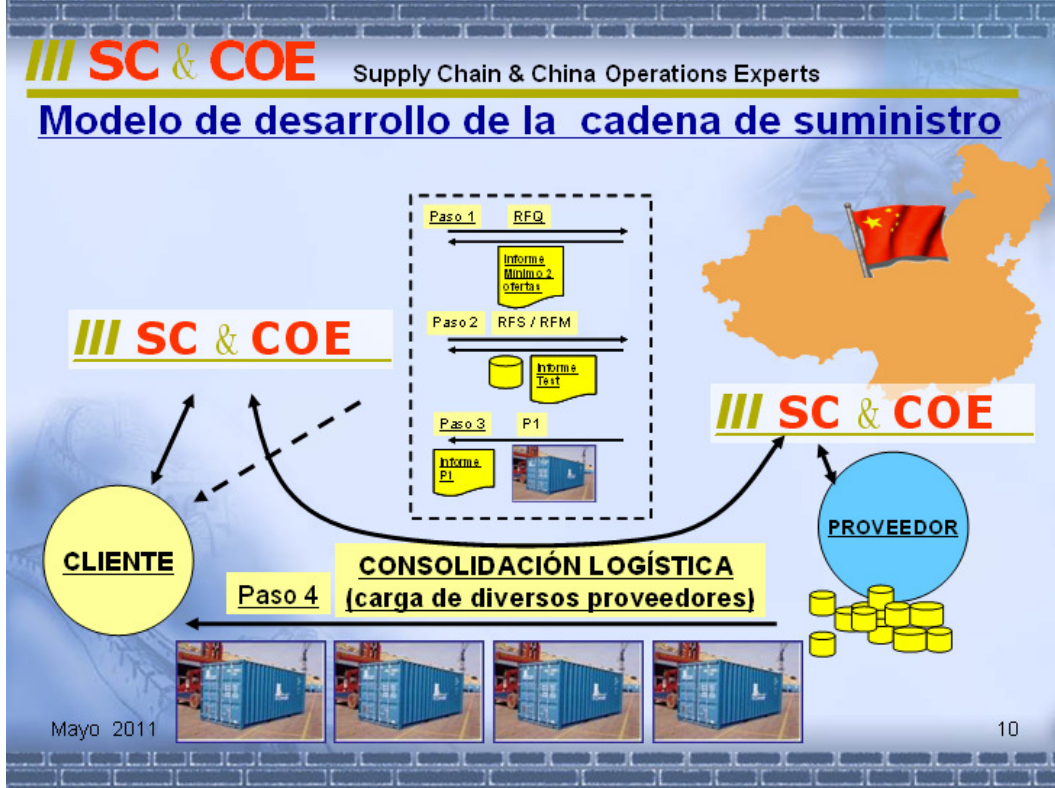 /// SC & COE Supply Chain & China Operations Experts
Modelo de desarrollo de la cadena de suministro
Paso 1 RFQ
Informe
Mínimo 2
ofertas
Paso 2 RFS / RFM
Informe
Test
Paso 3 P1
Informe
P1
/// SC & COE
/// SC & COE
CLIENTE
PROVEEDOR
Paso 4
CONSOLIDACIÓN LOGÍSTICA
(carga de diversos proveedores)
Mayo 2011
10